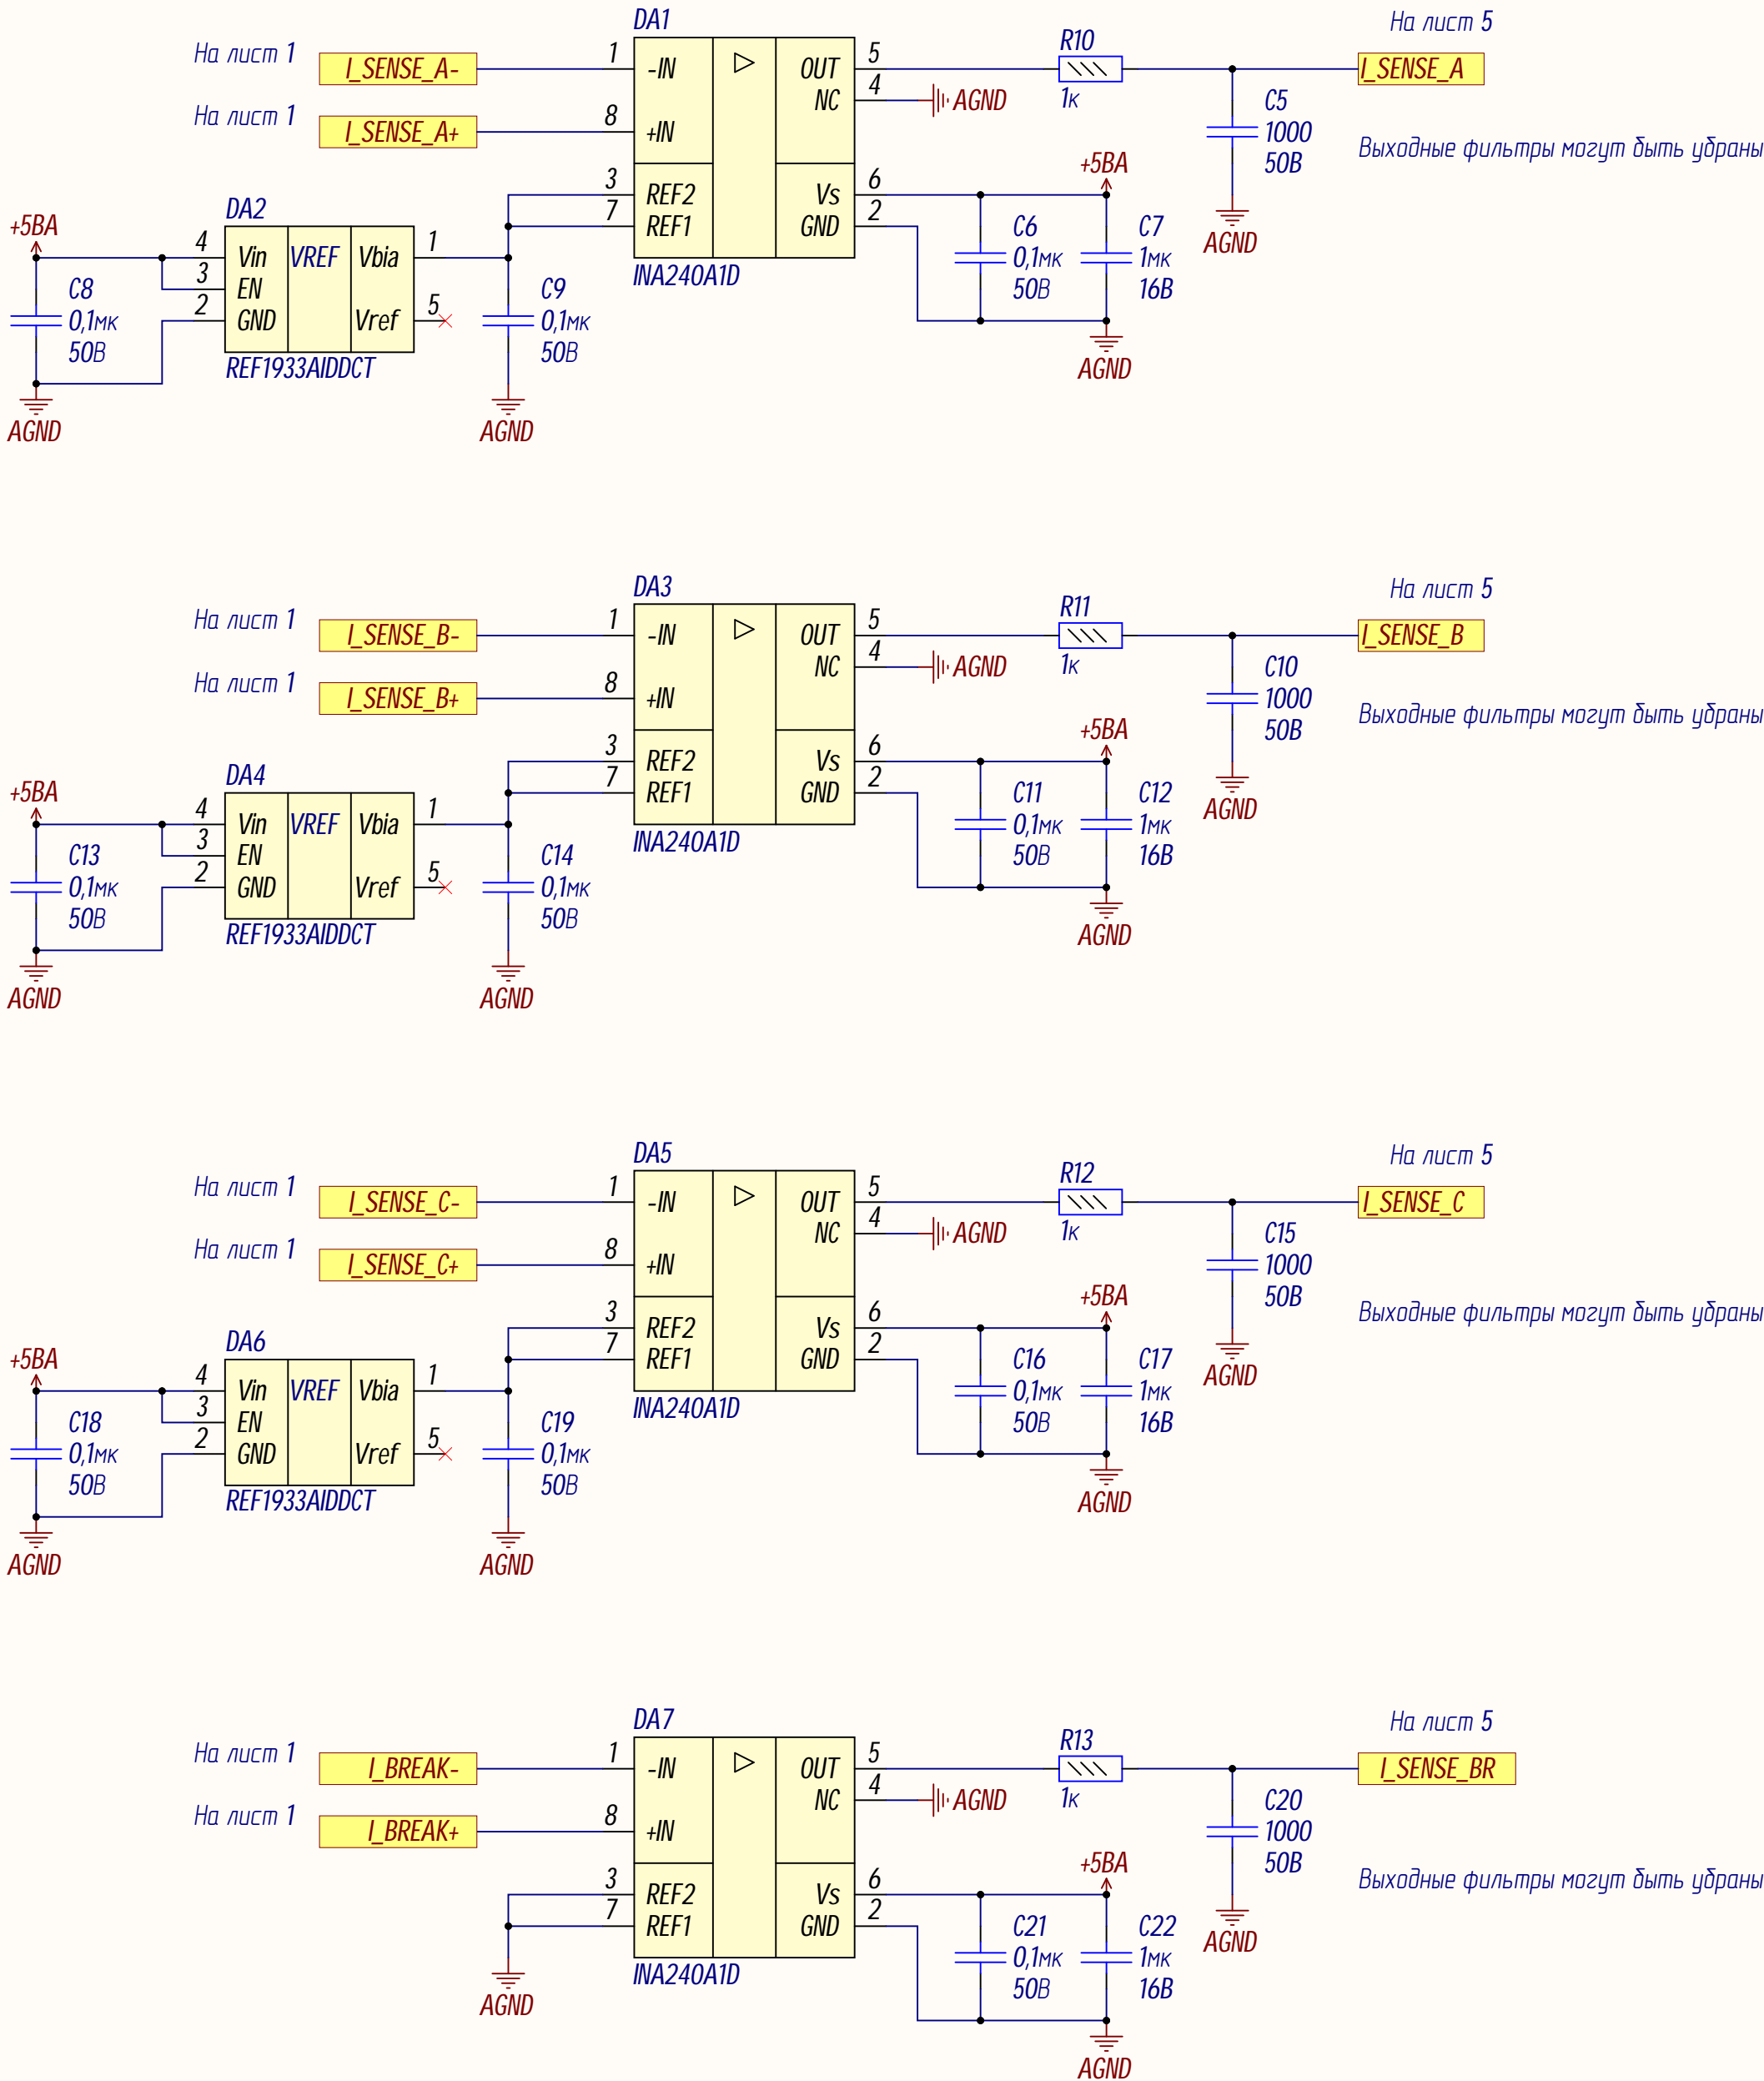 DA1
На лист 5
На лист 1
I_SENSE_A-
1
-IN
OUT
5
R10
1к
I_SENSE_A
NC
4
AGND
На лист 1
I_SENSE_A+
8
+IN
C5
1000
50В
Выходные фильтры могут быть убраны
AGND
3
REF2
7
REF1
Vs
6
GND
2
+5ВА
INA240A1D
C6
0,1мк
50В
C7
1мк
16В
AGND
+5ВА
DA2
4
Vin
VREF
Vbia
1
3
EN
2
GND
Vref
5
REF1933AIDDCT
C8
0,1мк
50В
AGND
C9
0,1мк
50В
AGND
DA3
На лист 5
На лист 1
I_SENSE_B-
1
-IN
OUT
5
R11
1к
I_SENSE_B
NC
4
AGND
На лист 1
I_SENSE_B+
8
+IN
C10
1000
50В
Выходные фильтры могут быть убраны
AGND
3
REF2
7
REF1
Vs
6
GND
2
+5ВА
INA240A1D
C11
0,1мк
50В
C12
1мк
16В
AGND
+5ВА
DA4
4
Vin
VREF
Vbia
1
3
EN
2
GND
Vref
5
REF1933AIDDCT
C13
0,1мк
50В
AGND
C14
0,1мк
50В
AGND
DA5
На лист 5
На лист 1
I_SENSE_C-
1
-IN
OUT
5
R12
1к
I_SENSE_C
NC
4
AGND
На лист 1
I_SENSE_C+
8
+IN
C15
1000
50В
Выходные фильтры могут быть убраны
AGND
3
REF2
7
REF1
Vs
6
GND
2
+5ВА
INA240A1D
C16
0,1мк
50В
C17
1мк
16В
AGND
+5ВА
DA6
4
Vin
VREF
Vbia
1
3
EN
2
GND
Vref
5
REF1933AIDDCT
C18
0,1мк
50В
AGND
C19
0,1мк
50В
AGND
DA7
На лист 5
На лист 1
I_BREAK-
1
-IN
OUT
5
R13
1к
I_SENSE_BR
NC
4
AGND
На лист 1
I_BREAK+
8
+IN
C20
1000
50В
Выходные фильтры могут быть убраны
AGND
3
REF2
7
REF1
Vs
6
GND
2
+5ВА
AGND
INA240A1D
C21
0,1мк
50В
C22
1мк
16В
AGND